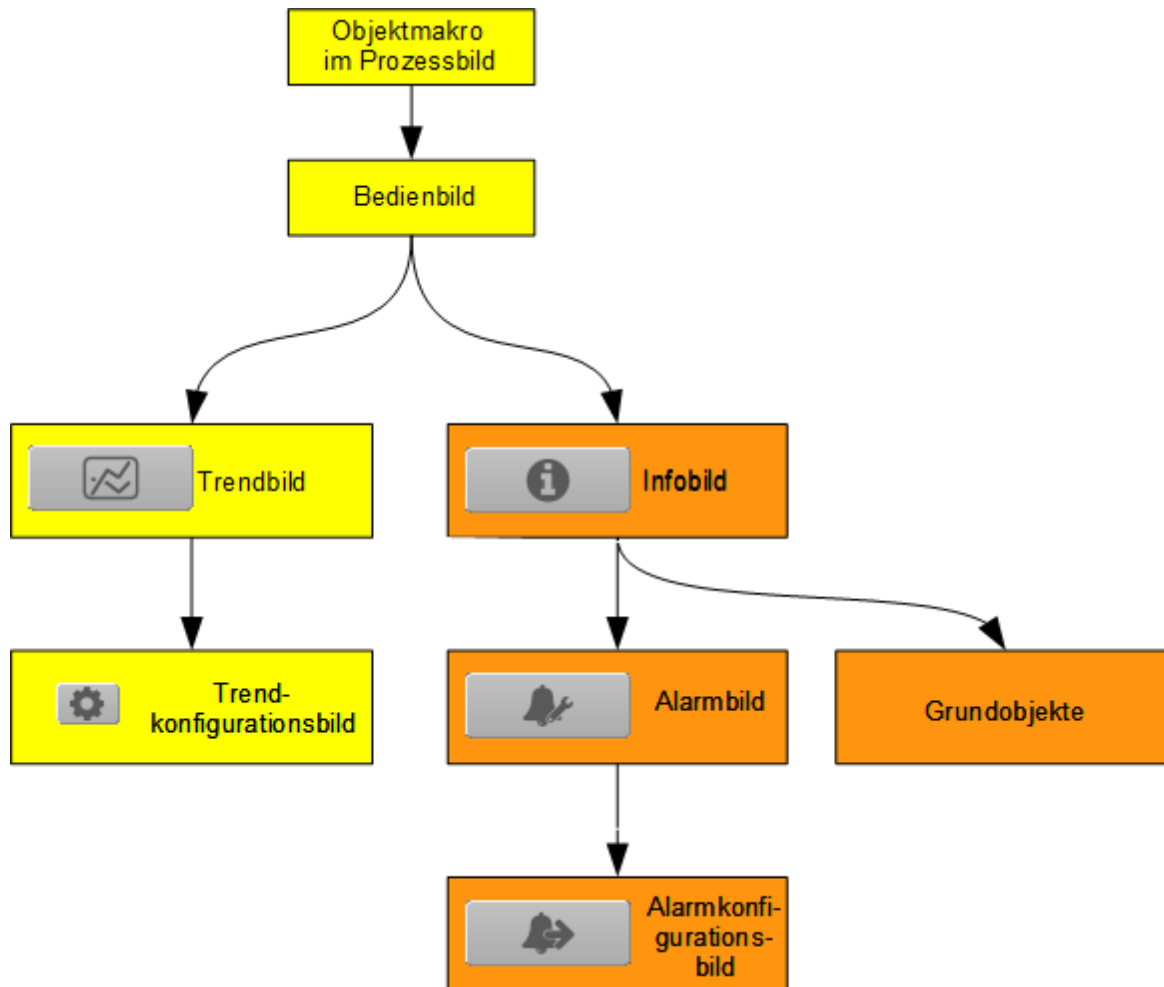 Objektmakro
im Prozessbild
Bedienbild
Trendbild
Infobild
Trend-
konfigurationsbild
Alarmbild
Grundobjekte
Alarmkonfi-
gurations-
bild